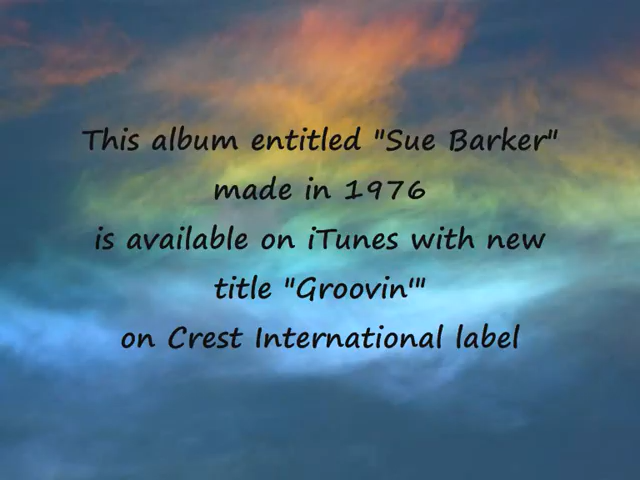 This album entitled "Sue Barker"
made in 1976
is available on iTunes with new
title "Groovin'"
on Crest International label